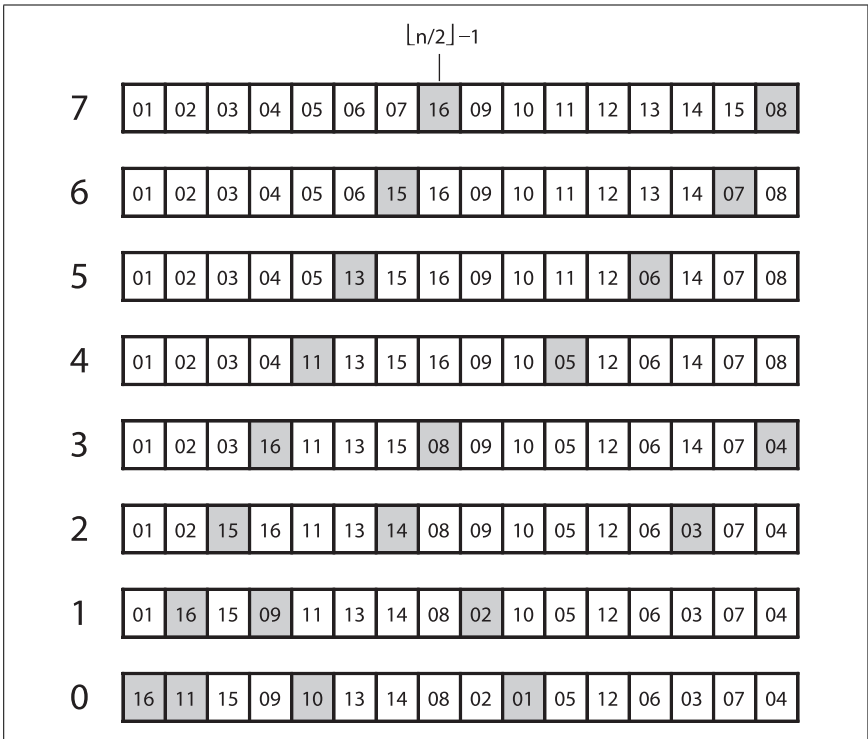 ⌊n/2⌋−1
7 01 02 03 04 05 06 07 16 09 10 11 12 13 14 15 08
6 01 02 03 04 05 06 15 16 09 10 11 12 13 14 07 08
5 01 02 03 04 05 13 15 16 09 10 11 12 06 14 07 08
4 01 02 03 04 11 13 15 16 09 10 05 12 06 14 07 08
3 01 02 03 16 11 13 15 08 09 10 05 12 06 14 07 04
2 01 02 15 16 11 13 14 08 09 10 05 12 06 03 07 04
1 01 16 15 09 11 13 14 08 02 10 05 12 06 03 07 04
0 16 11 15 09 10 13 14 08 02 01 05 12 06 03 07 04